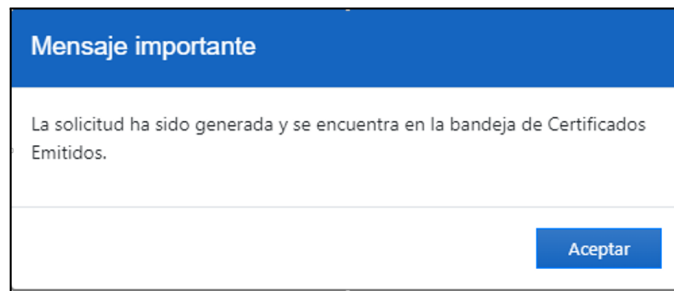 Mensaje importante
La solicitud ha sido generada y se encuentra en la bandeja de Certificados
Emitidos.
Aceptar